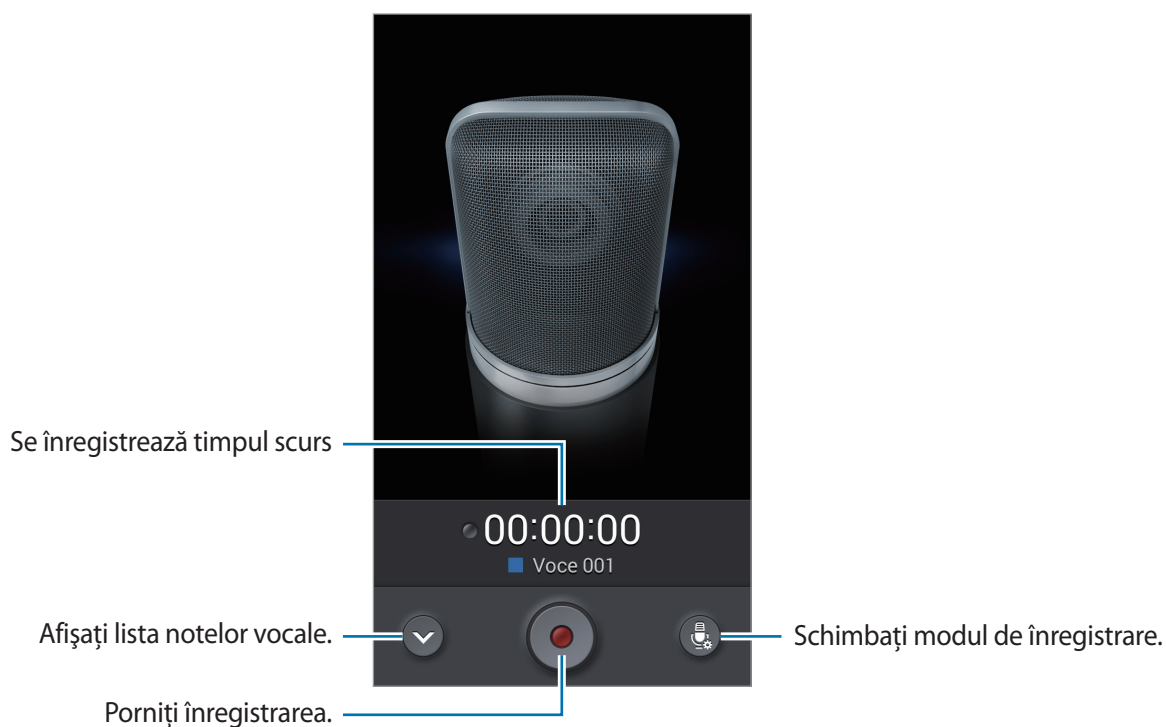 Se înregistrează timpul scurs
00:00:00
Voce 001
Afişaţi lista notelor vocale.
Schimbaţi modul de înregistrare.
Porniţi înregistrarea.